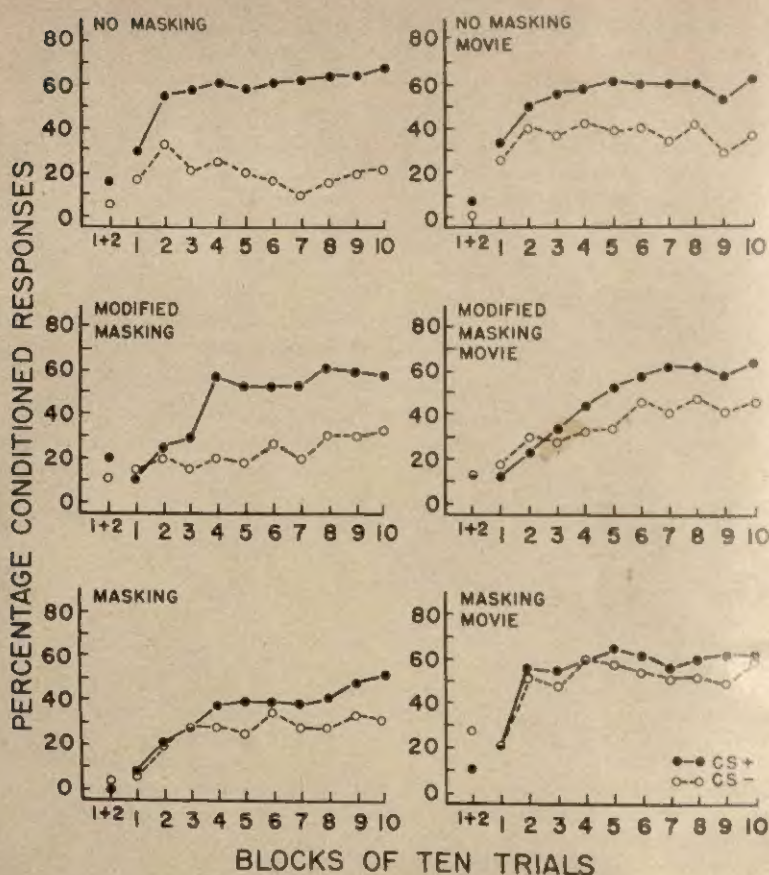 NO MASKING
80
60
40
20
0
1+2 1 2 3 4 5 6 7 8 9 10
NO MASKING
MOVIE
80
60
40
20
0
1+2 1 2 3 4 5 6 7 8 9 10
PERCENTAGE CONDITIONED RESPONSES
MODIFIED
MASKING
80
60
40
20
0
1+2 1 2 3 4 5 6 7 8 9 10
MODIFIED
MASKING
MOVIE
80
60
40
20
0
1+2 1 2 3 4 5 6 7 8 9 10
MASKING
80
60
40
20
0
1+2 1 2 3 4 5 6 7 8 9 10
MASKING
MOVIE
80
60
40
20
0
CS+
CS-
1+2 1 2 3 4 5 6 7 8 9 10
BLOCKS OF TEN TRIALS